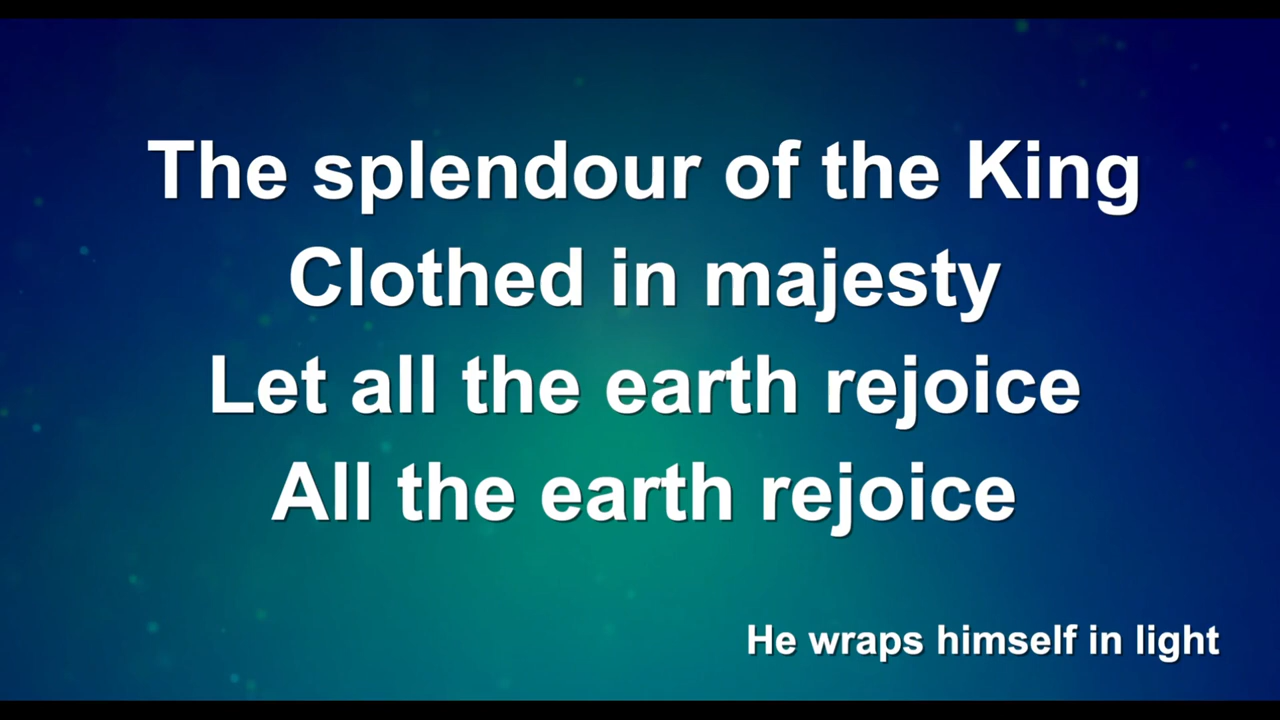 The splendour of the King
Clothed in majesty
Let all the earth rejoice
All the earth rejoice
He wraps himself in light